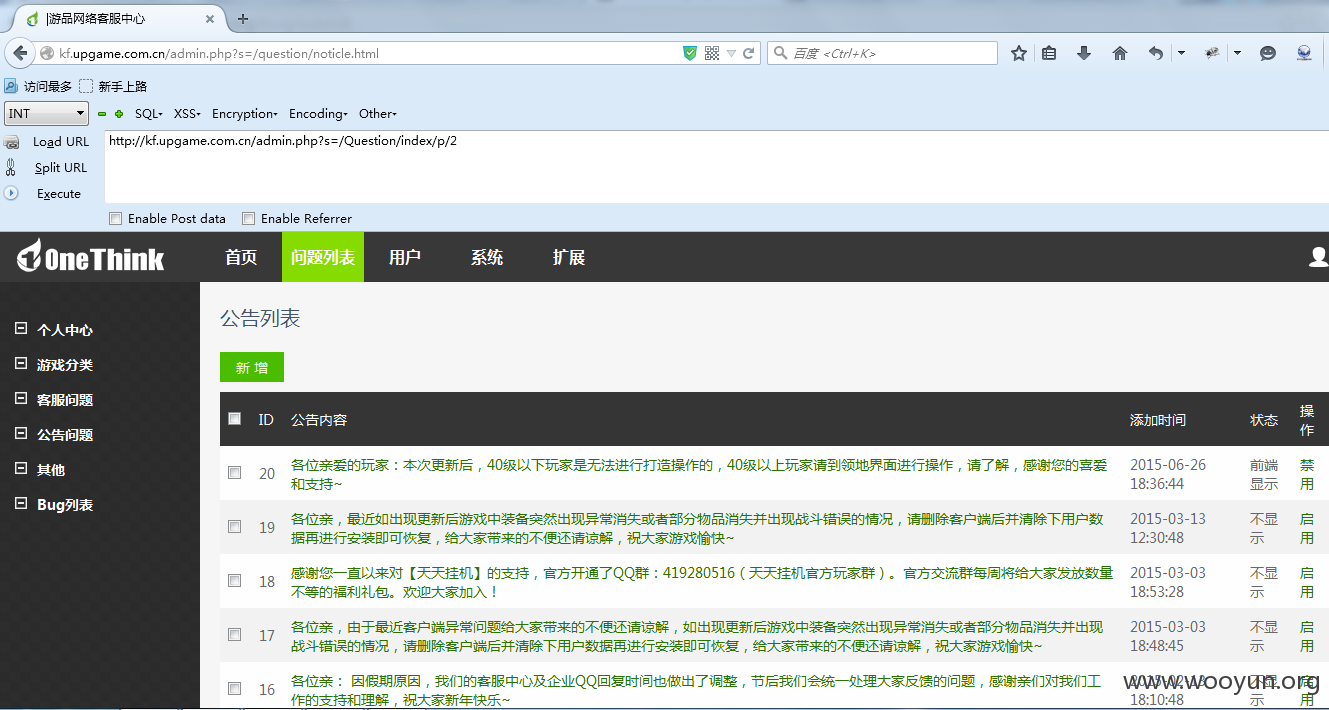 |游品网络客服中心
kf.upgame.com.cn/admin.php?s=/question/noticle.html
百度 <Ctrl+K>
访问最多 新手上路
INT SQL XSS Encryption Encoding Other
Load URL http://kf.upgame.com.cn/admin.php?s=/Question/index/p/2
Split URL
Execute
Enable Post data Enable Referrer
OneThink 首页 问题列表 用户 系统 扩展
个人中心
游戏分类
客服问题
公告问题
其他
Bug列表
公告列表
新 增
ID 公告内容 添加时间 状态 操作
20 各位亲爱的玩家：本次更新后，40级以下玩家是无法进行打造操作的，40级以上玩家请到领地界面进行操作，请了解，感谢您的喜爱 2015-06-26 前端 禁
和支持~ 18:36:44 显示 用
19 各位亲，最近如出现更新后游戏中装备突然出现异常消失或者部分物品消失并出现战斗错误的情况，请删除客户端后并清除下用户数 2015-03-13 不显 启
据再进行安装即可恢复，给大家带来的不便还请谅解，祝大家游戏愉快~ 12:30:48 示 用
18 感谢您一直以来对【天天挂机】的支持，官方开通了QQ群：419280516（天天挂机官方玩家群）。官方交流群每周将给大家发放数量 2015-03-03 不显 启
不等的福利礼包。欢迎大家加入！ 18:53:28 示 用
17 各位亲，由于最近客户端异常问题给大家带来的不便还请谅解，如出现更新后游戏中装备突然出现异常消失或者部分物品消失并出现 2015-03-03 不显 启
战斗错误的情况，请删除客户端后并清除下用户数据再进行安装即可恢复，给大家带来的不便还请谅解，祝大家游戏愉快~ 18:48:45 示 用
16 各位亲： 因假期原因，我们的客服中心及企业QQ回复时间也做出了调整，节后我们会统一处理大家反馈的问题，感谢亲们对我们工
作的支持和理解，祝大家新年快乐~ 18:10:48 示 用
www.wooyun.org